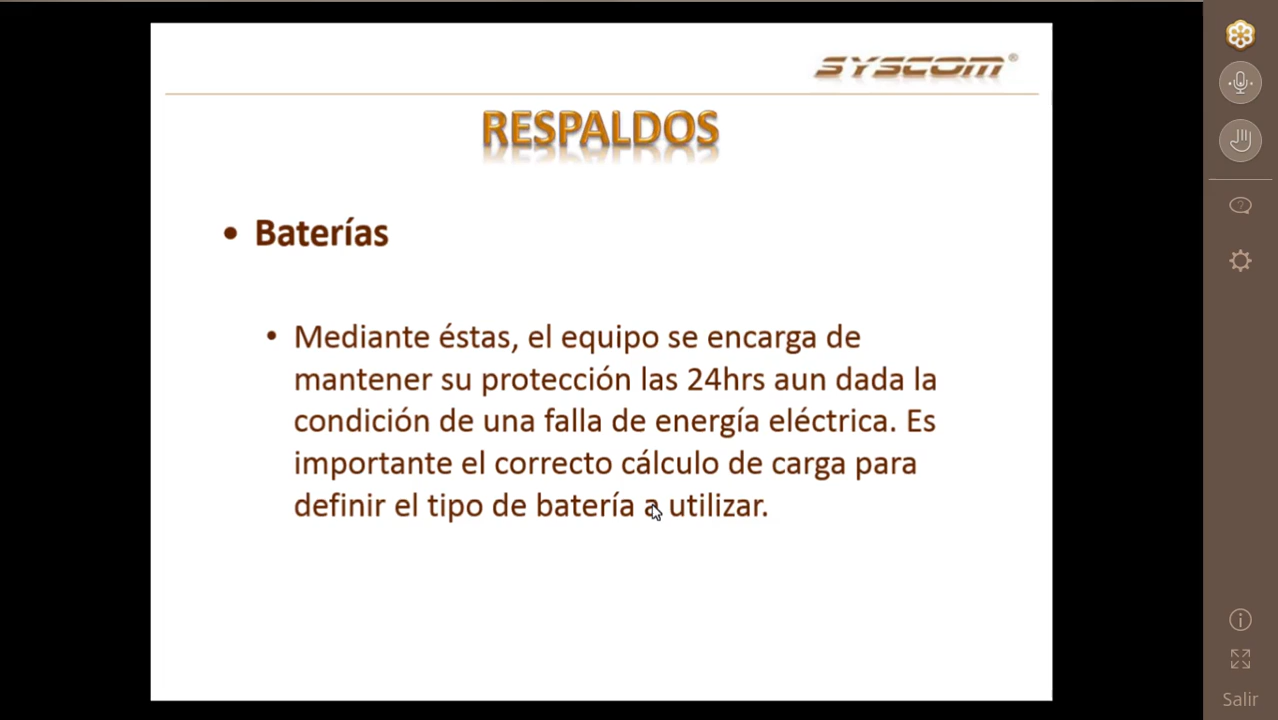 SYSCOM®
RESPALDOS
• Baterías
• Mediante éstas, el equipo se encarga de
mantener su protección las 24hrs aun dada la
condición de una falla de energía eléctrica. Es
importante el correcto cálculo de carga para
definir el tipo de batería a utilizar.
Salir